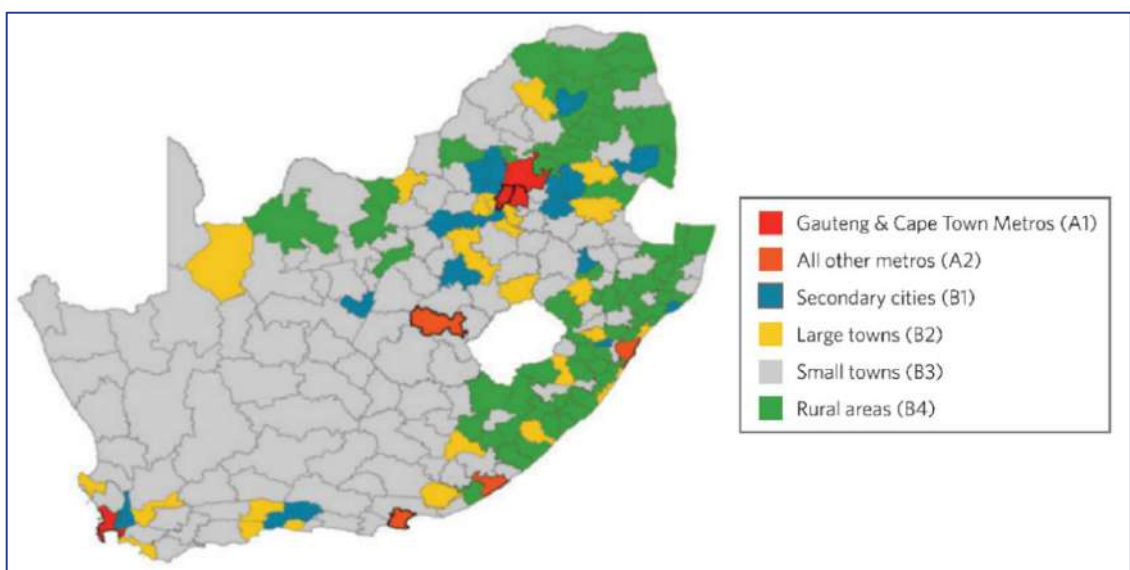 Gauteng & Cape Town Metros (A1)
All other metros (A2)
Secondary cities (B1)
Large towns (B2)
Small towns (B3)
Rural areas (B4)